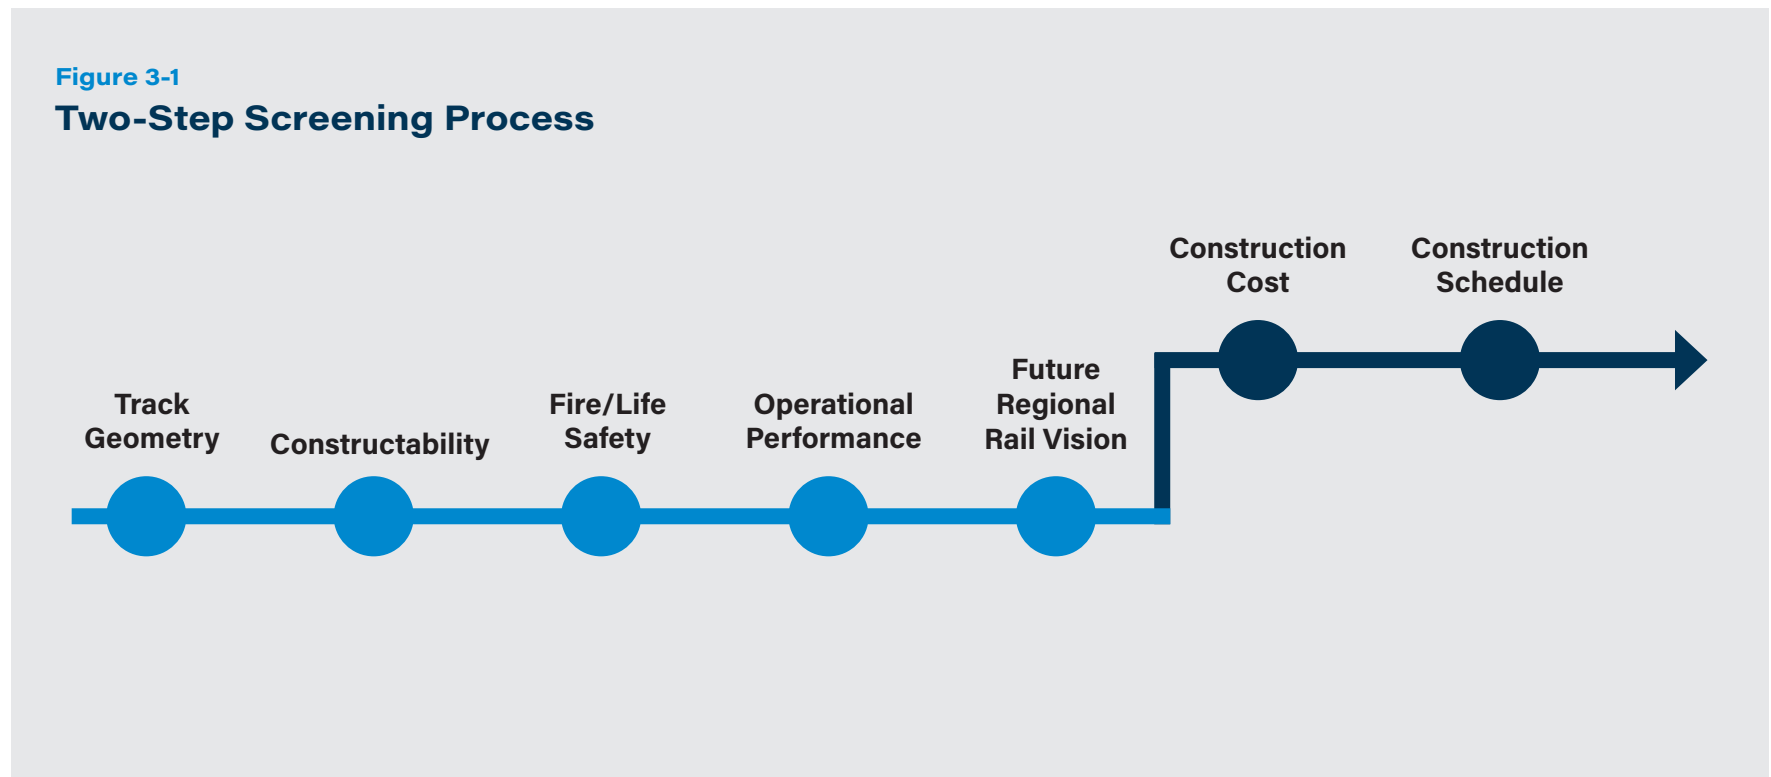 Figure 3-1
Two-Step Screening Process
Track
Geometry
Constructability
Fire/Life
Safety
Operational
Performance
Future
Regional
Rail Vision
Construction
Cost
Construction
Schedule